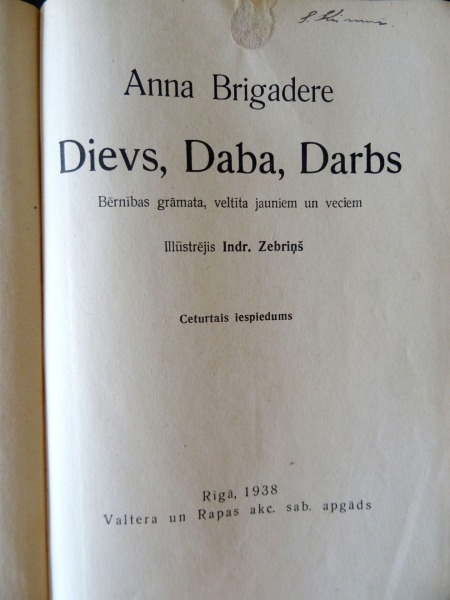 Anna Brigadere
Dievs, Daba, Darbs
Bērnības grāmata, veltīta jauniem un veciem
Illūstrējis Indr. Zebriņš
Ceturtais iespiedums
Rīgā, 1938
Valtera un Rapas akc. sab. apgāds